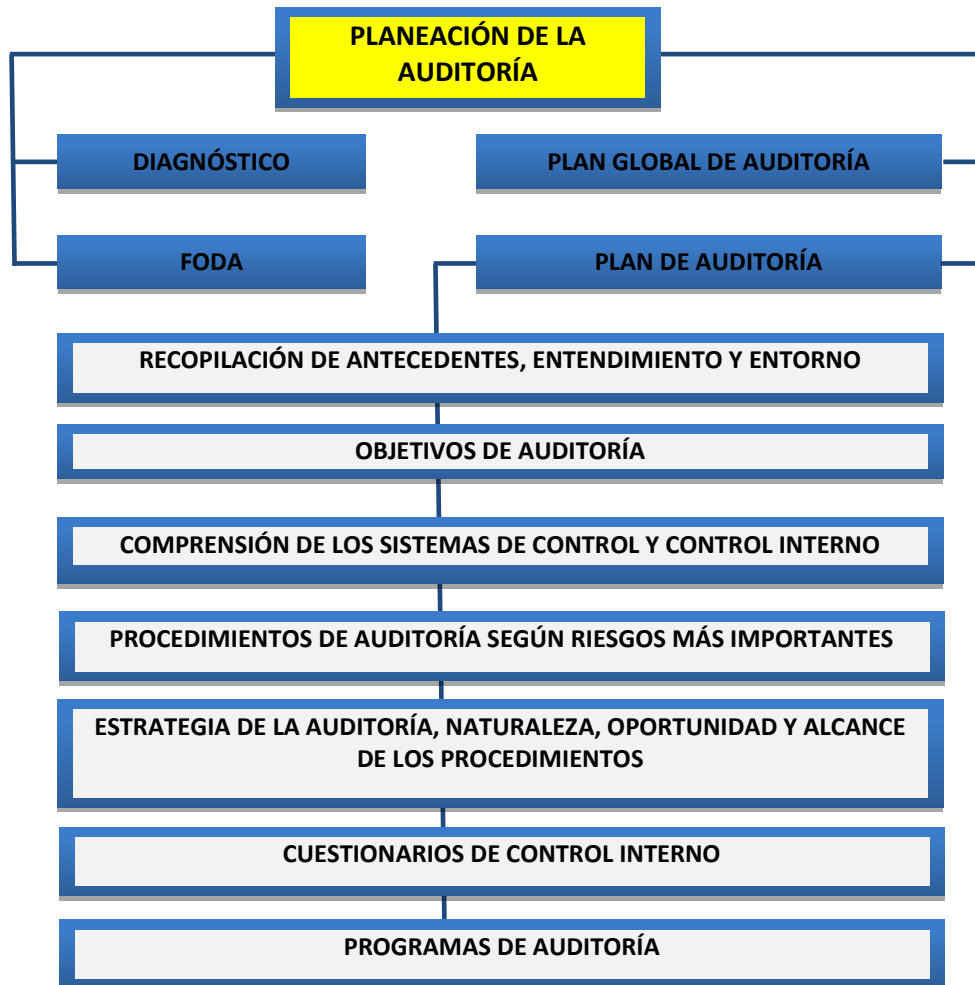 PLANEACIÓN DE LA
AUDITORÍA
DIAGNÓSTICO
PLAN GLOBAL DE AUDITORÍA
FODA
PLAN DE AUDITORÍA
RECOPILACIÓN DE ANTECEDENTES, ENTENDIMIENTO Y ENTORNO
OBJETIVOS DE AUDITORÍA
COMPRENSIÓN DE LOS SISTEMAS DE CONTROL Y CONTROL INTERNO
PROCEDIMIENTOS DE AUDITORÍA SEGÚN RIESGOS MÁS IMPORTANTES
ESTRATEGIA DE LA AUDITORÍA, NATURALEZA, OPORTUNIDAD Y ALCANCE
DE LOS PROCEDIMIENTOS
CUESTIONARIOS DE CONTROL INTERNO
PROGRAMAS DE AUDITORÍA